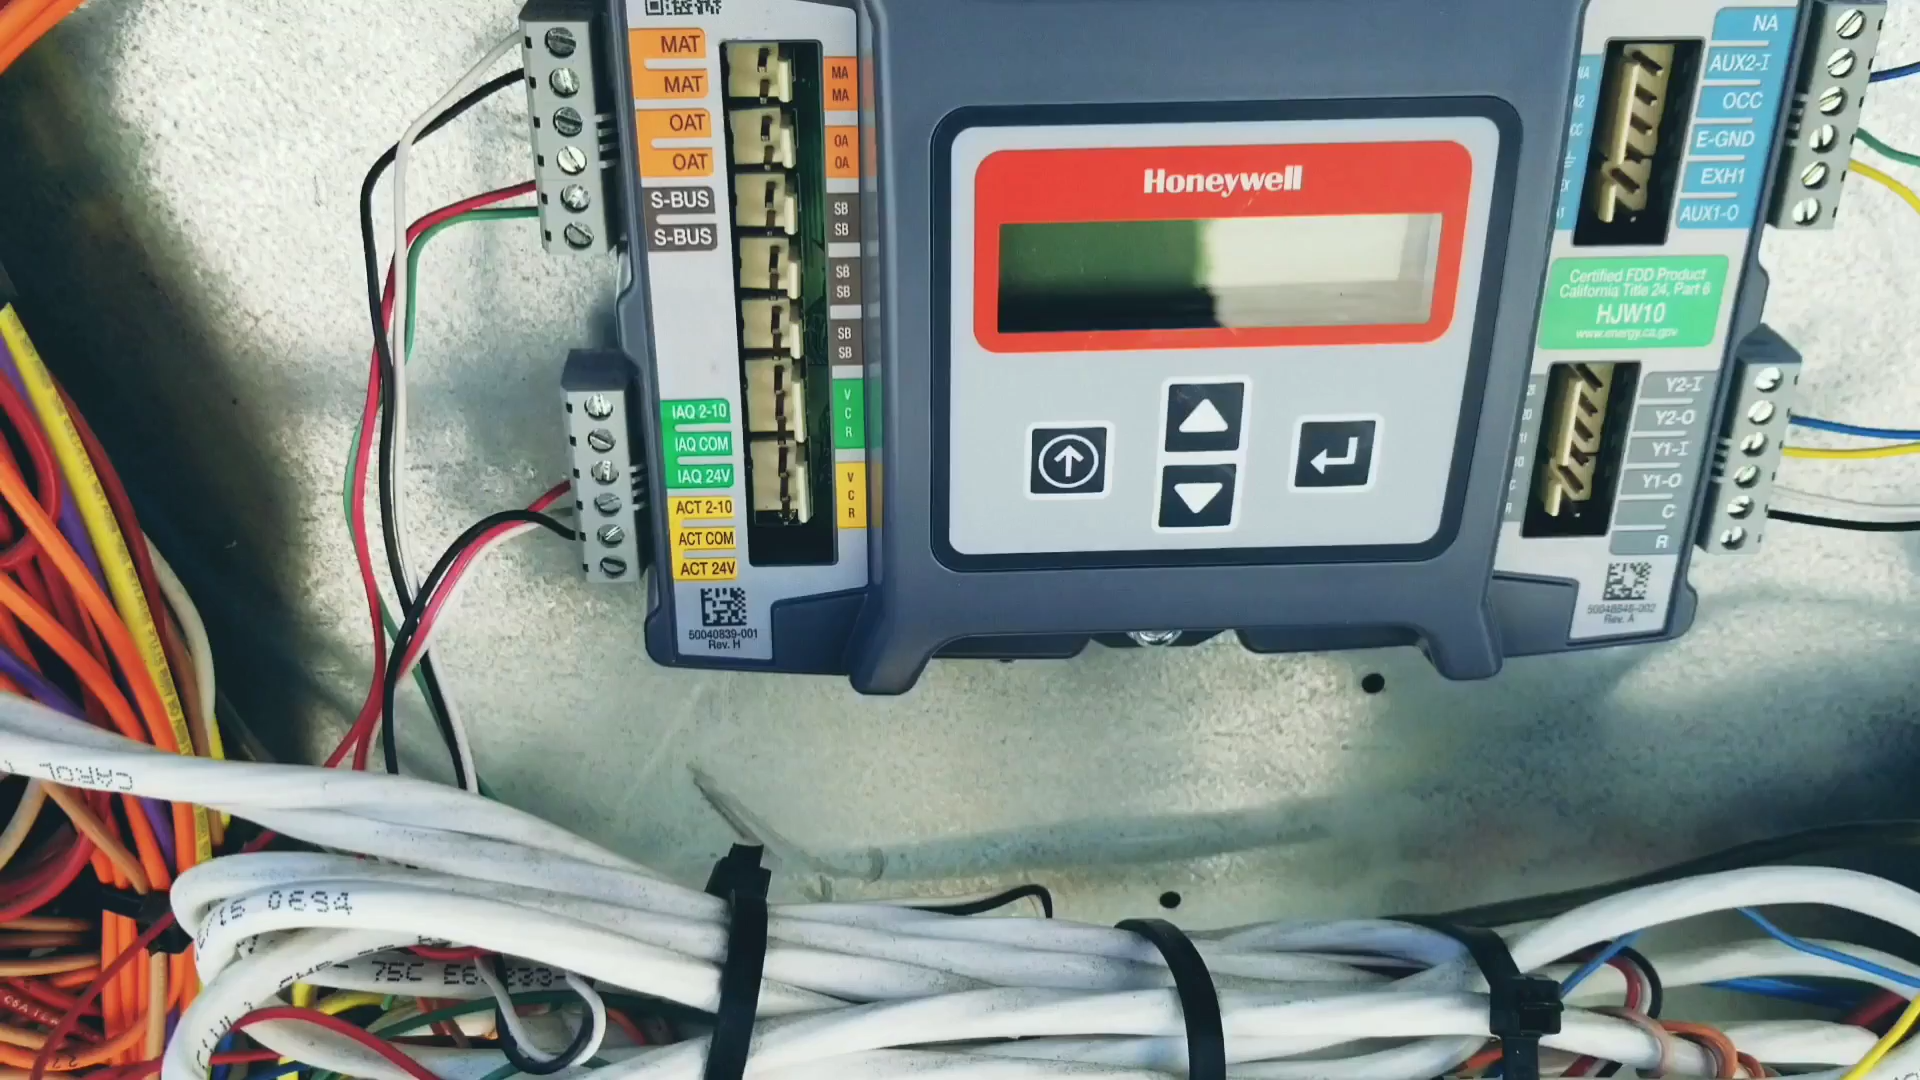 MAT
MAT
OAT
OAT
S-BUS
S-BUS
IAQ 2-10
IAQ COM
IAQ 24V
ACT 2-10
ACT COM
ACT 24V
50040839-001
Rev. H
MA
MA
OA
OA
SB
SB
SB
SB
SB
SB
V
C
R
V
C
R
Honeywell
NA
AUX2-I
OCC
E-GND
EXH1
AUX1-O
Certified FDD Product
California Title 24, Part 6
HJW10
www.energy.ca.gov
Y2-I
Y2-O
Y1-I
Y1-O
C
R
Rev. A
CAROL
0694
75C